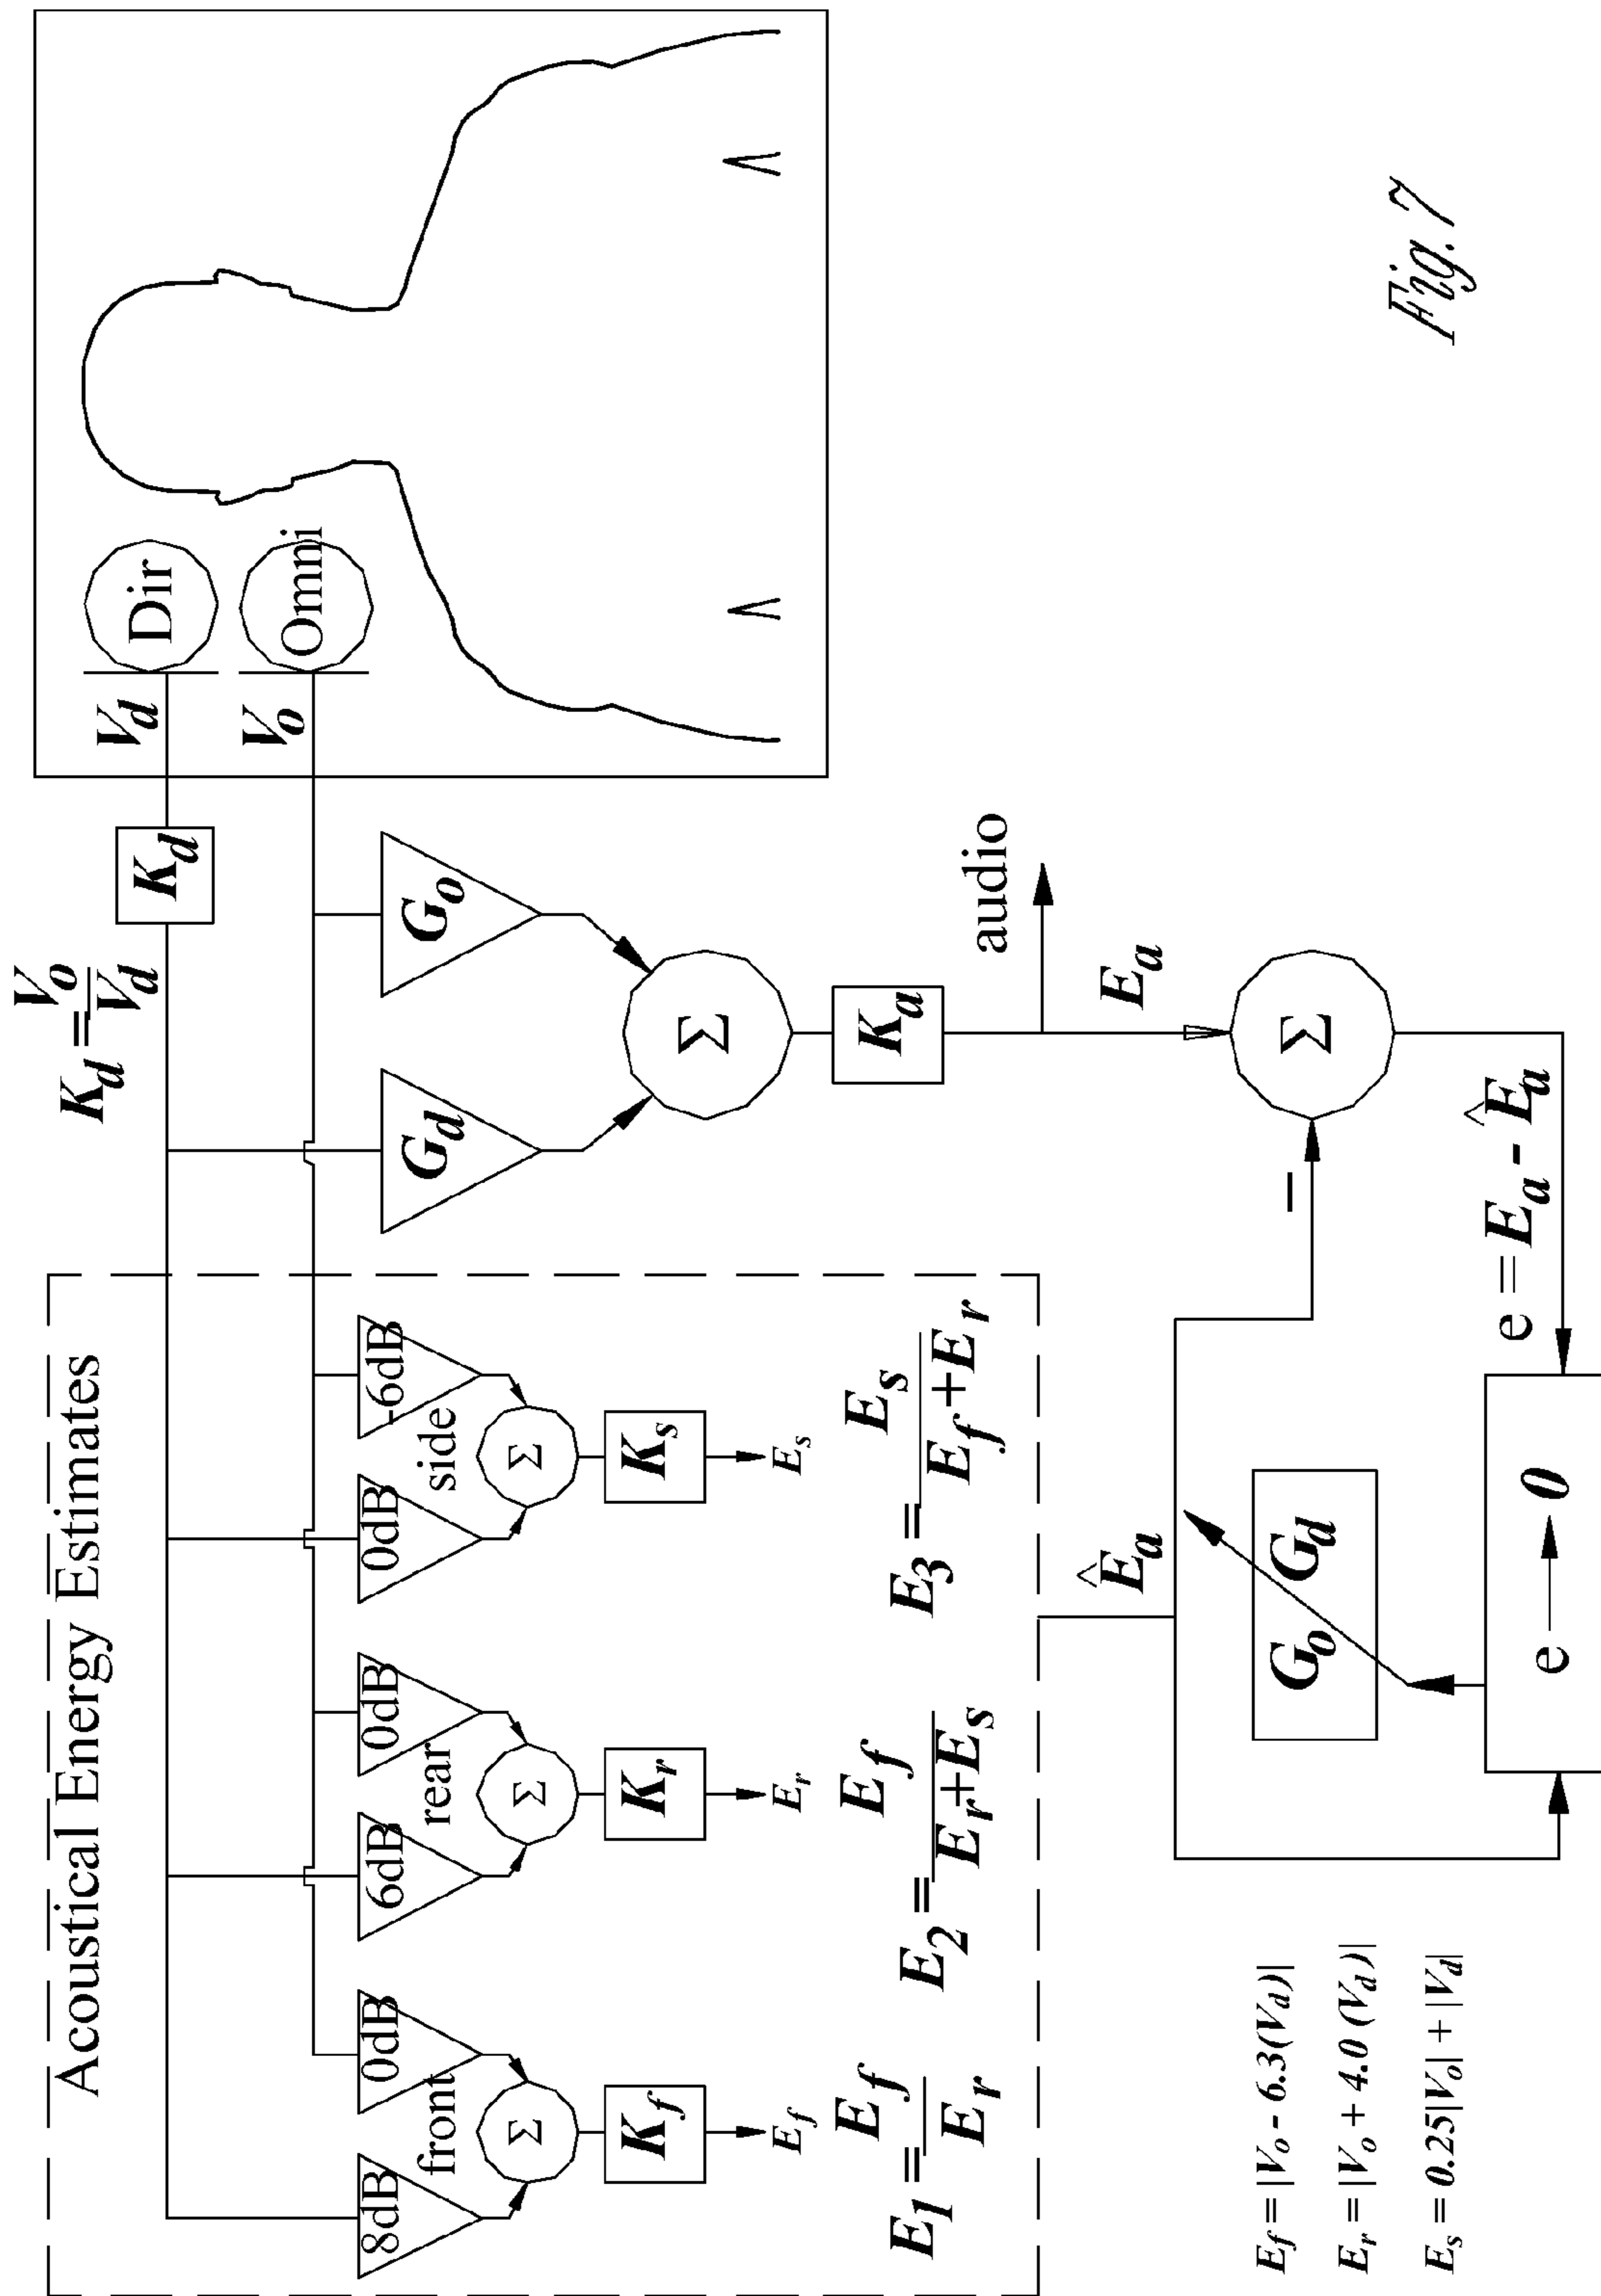 Acoustical Energy Estimates
K_d = V_o / V_d
K_d
V_d
Dir
V_o
Omni
8dB
front
0dB
6dB
rear
0dB
0dB
side
-6dB
Σ
Σ
Σ
K_f
K_r
K_s
E_f
E_r
E_s
E_1 = E_f / E_r
E_2 = E_f / E_r+E_s
E_3 = E_s / E_f+E_r
G_d
G_o
Σ
K_a
audio
E_a
Σ
−
Ê_a
G_o G_d
e → 0
e = E_a - Ê_a
E_f = |V_o - 6.3(V_d)|
E_r = |V_o + 4.0 (V_d)|
E_s = 0.25|V_o| + |V_d|
Fig. 7